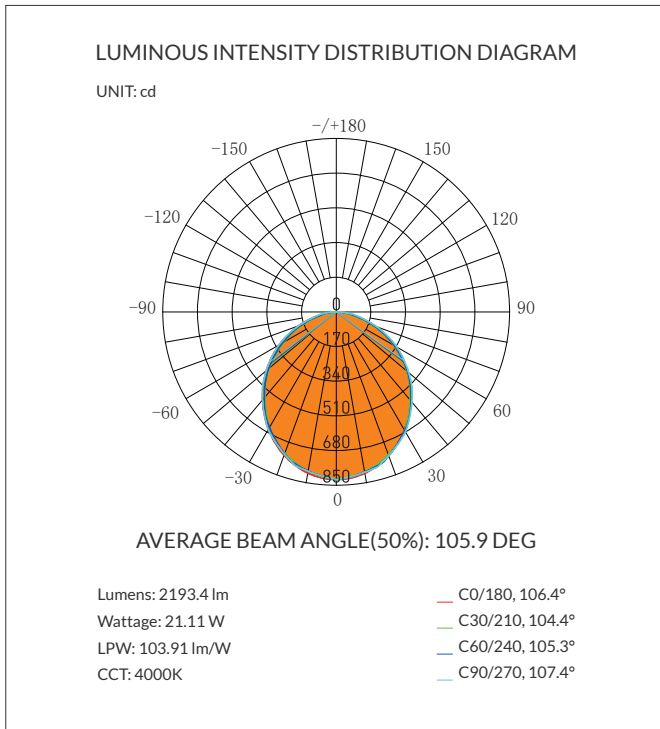 LUMINOUS INTENSITY DISTRIBUTION DIAGRAM
UNIT: cd
-/+180
-150
150
-120
120
-90
0
90
170
340
-60
510
60
680
-30
850
30
0
AVERAGE BEAM ANGLE(50%): 105.9 DEG
Lumens: 2193.4 lm
Wattage: 21.11 W
LPW: 103.91 lm/W
CCT: 4000K
C0/180, 106.4°
C30/210, 104.4°
C60/240, 105.3°
C90/270, 107.4°